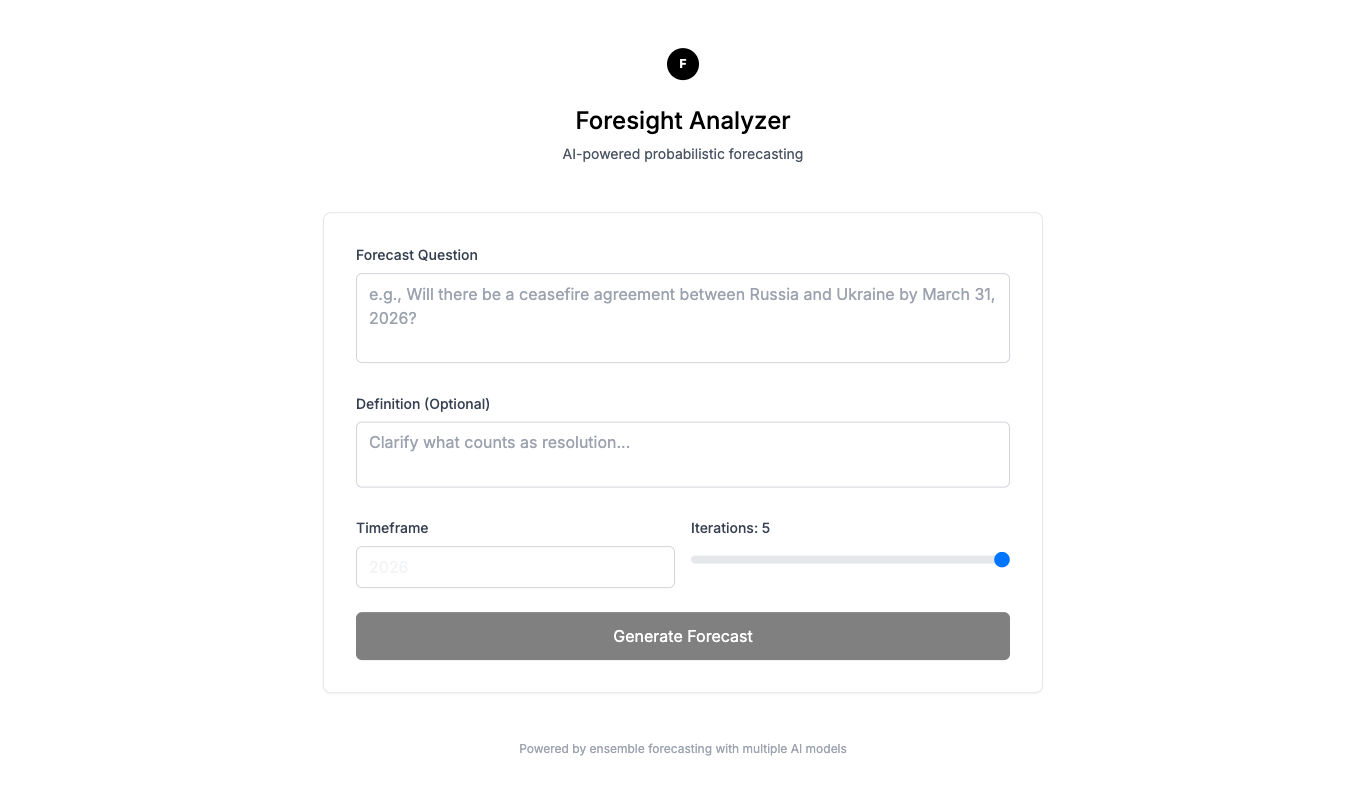 F
Foresight Analyzer
AI-powered probabilistic forecasting
Forecast Question
e.g., Will there be a ceasefire agreement between Russia and Ukraine by March 31,
2026?
Definition (Optional)
Clarify what counts as resolution...
Timeframe
Iterations: 5
2026
Generate Forecast
Powered by ensemble forecasting with multiple AI models